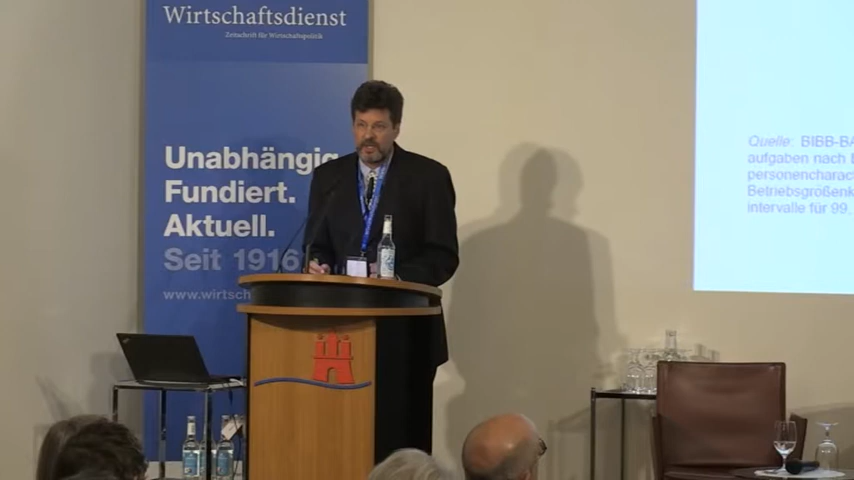 Wirtschaftsdienst
Zeitschrift für Wirtschaftspolitik
Unabhängig.
Fundiert.
Aktuell.
Seit 1916
www.wirtsch
Quelle: BIBB-BA
aufgaben nach
personencharac
Betriebsgrößenk
intervalle für 99.